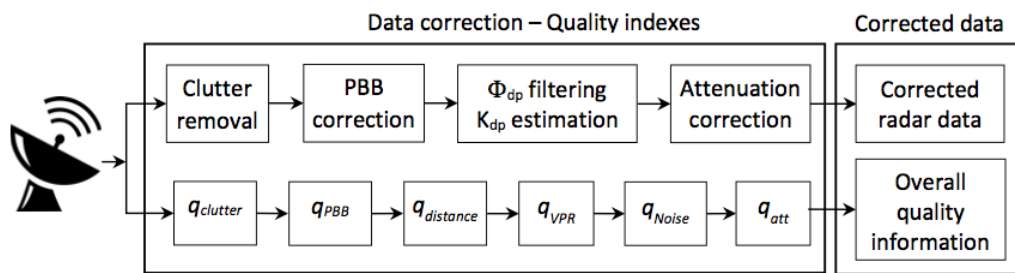 Data correction – Quality indexes
Corrected data
Clutter
removal
PBB
correction
Φdp filtering
Kdp estimation
Attenuation
correction
Corrected
radar data
qclutter
qPBB
qdistance
qVPR
qNoise
qatt
Overall
quality
information